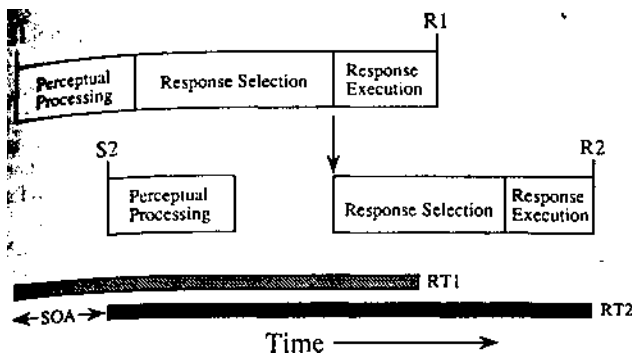 R1
Perceptual
Processing
Response Selection
Response
Execution
S2
R2
Perceptual
Processing
Response Selection
Response
Execution
RT1
SOA
RT2
Time